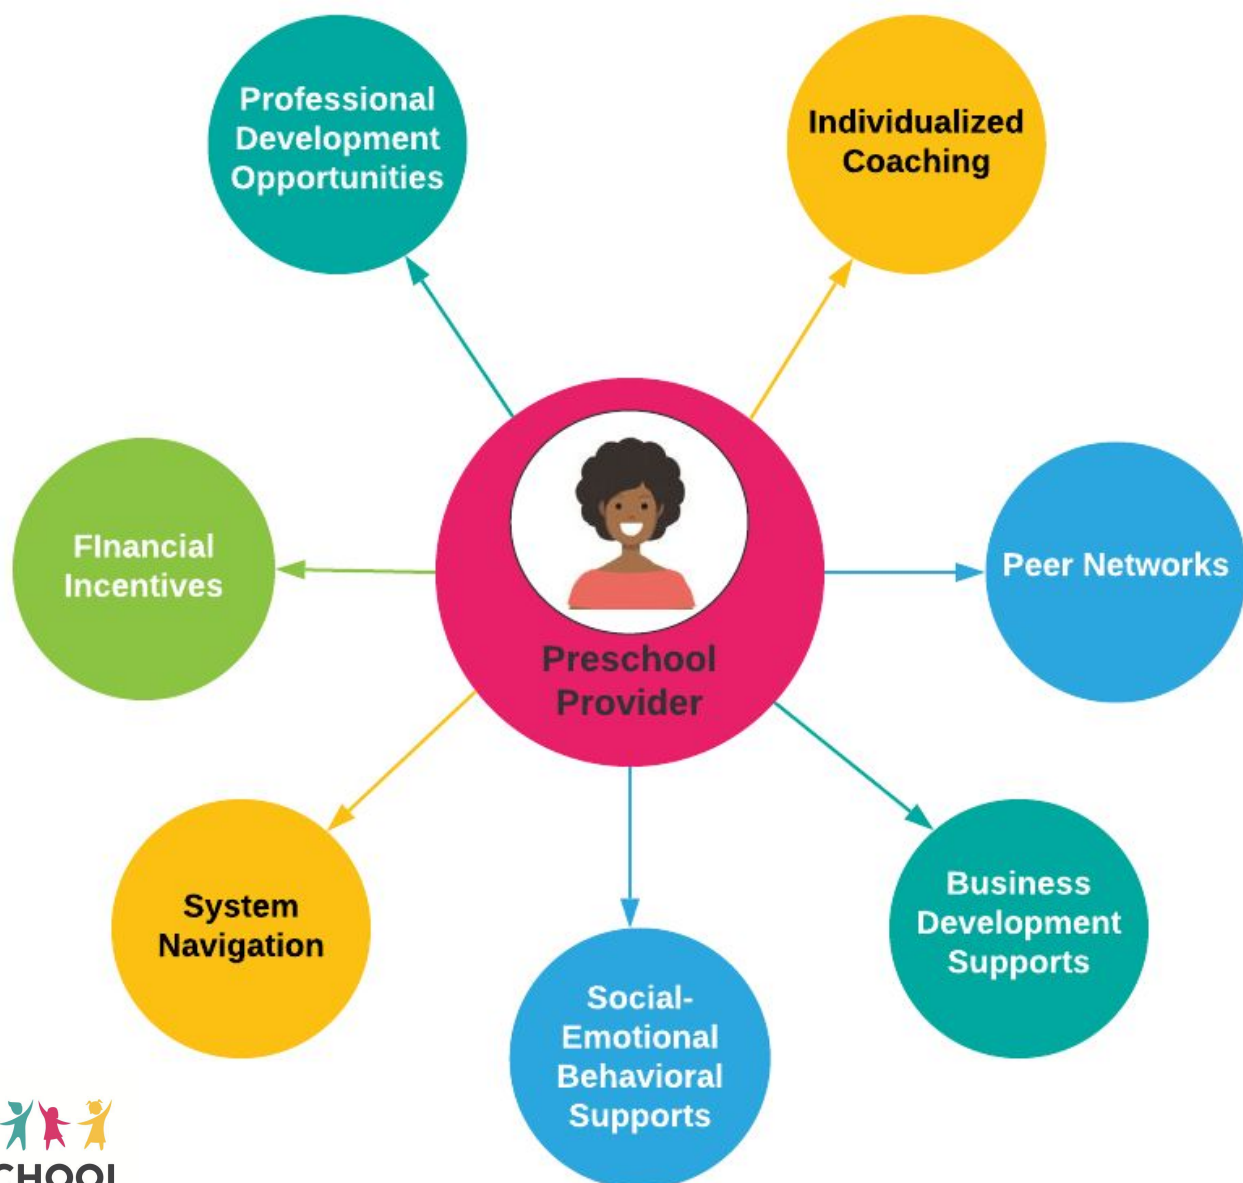 Professional
Development
Opportunities
Individualized
Coaching
FInancial
Incentives
Peer Networks
Preschool
Provider
System
Navigation
Business
Development
Supports
Social-
Emotional
Behavioral
Supports